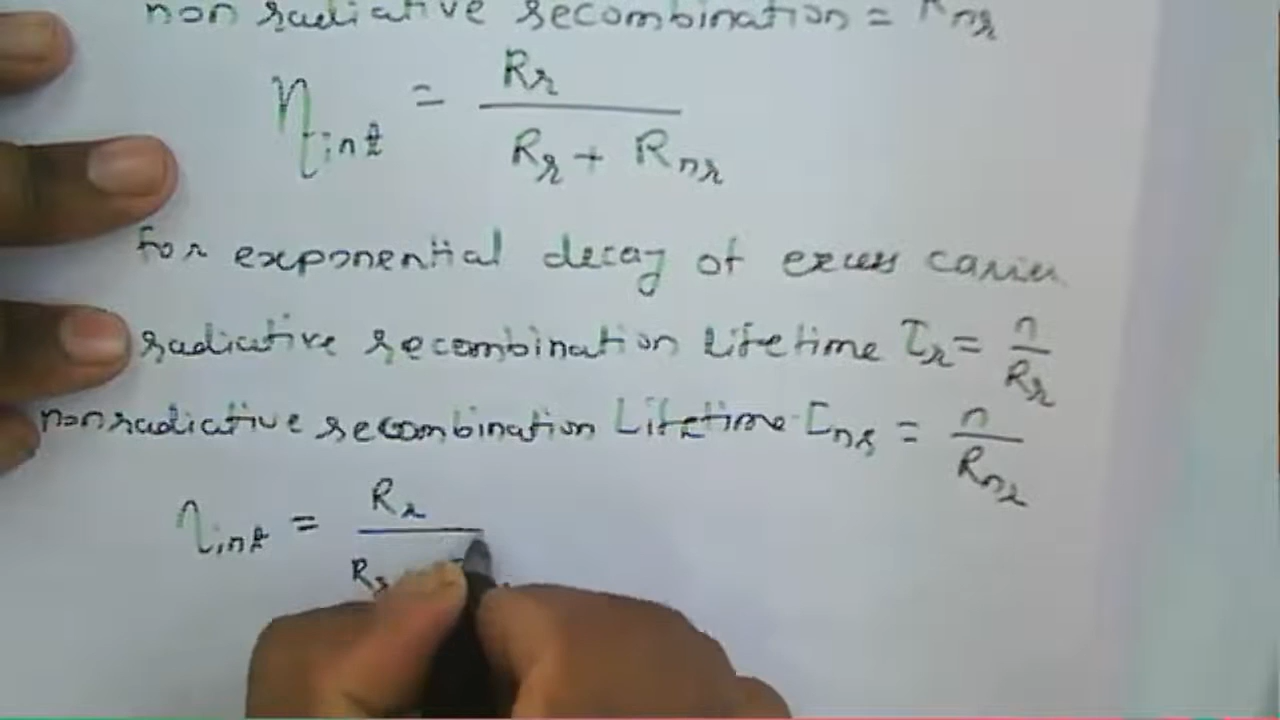 non radiative recombination = Rnr
ηint = Rr / Rr + Rnr
For exponential decay of excess carrier
radiative recombination Lifetime τr = n / Rr
nonradiative recombination Lifetime τnr = n / Rnr
ηint = Rr / Rr